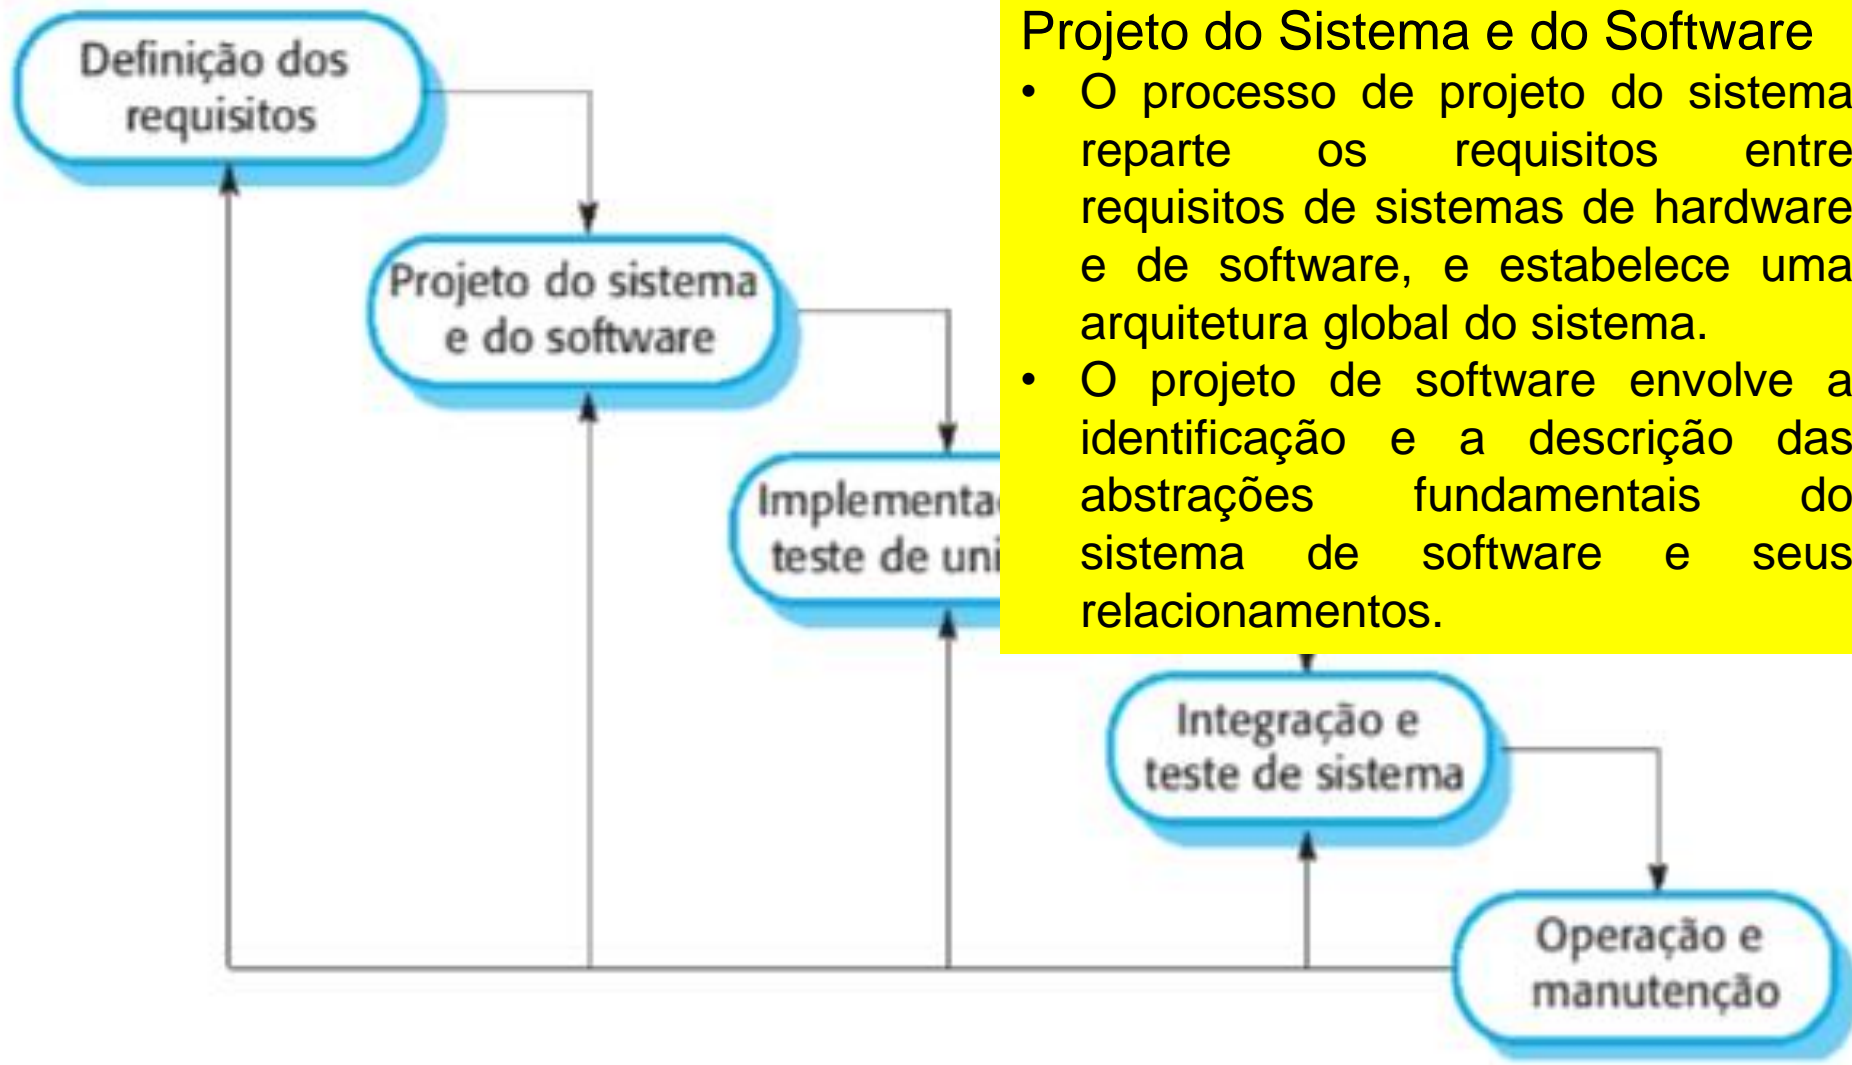 Definição dos
requisitos
Projeto do sistema
e do software
Implementa
teste de uni
Integração e
teste de sistema
Operação e
manutenção
Projeto do Sistema e do Software
• O processo de projeto do sistema
reparte os requisitos entre
requisitos de sistemas de hardware
e de software, e estabelece uma
arquitetura global do sistema.
• O projeto de software envolve a
identificação e a descrição das
abstrações fundamentais do
sistema de software e seus
relacionamentos.